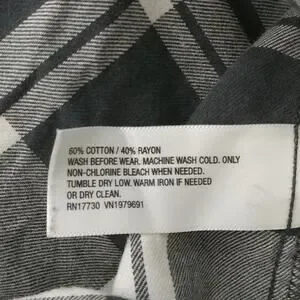 60% COTTON / 40% RAYON
WASH BEFORE WEAR. MACHINE WASH COLD. ONLY
NON-CHLORINE BLEACH WHEN NEEDED.
TUMBLE DRY LOW. WARM IRON IF NEEDED
OR DRY CLEAN.
RN17730 VN1979691